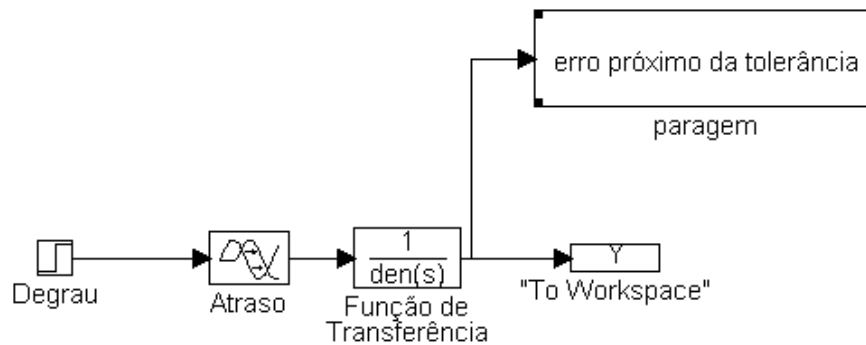 erro próximo da tolerância
paragem
1
den(s)
Y
Degrau
Atraso
Função de
Transferência
"To Workspace"